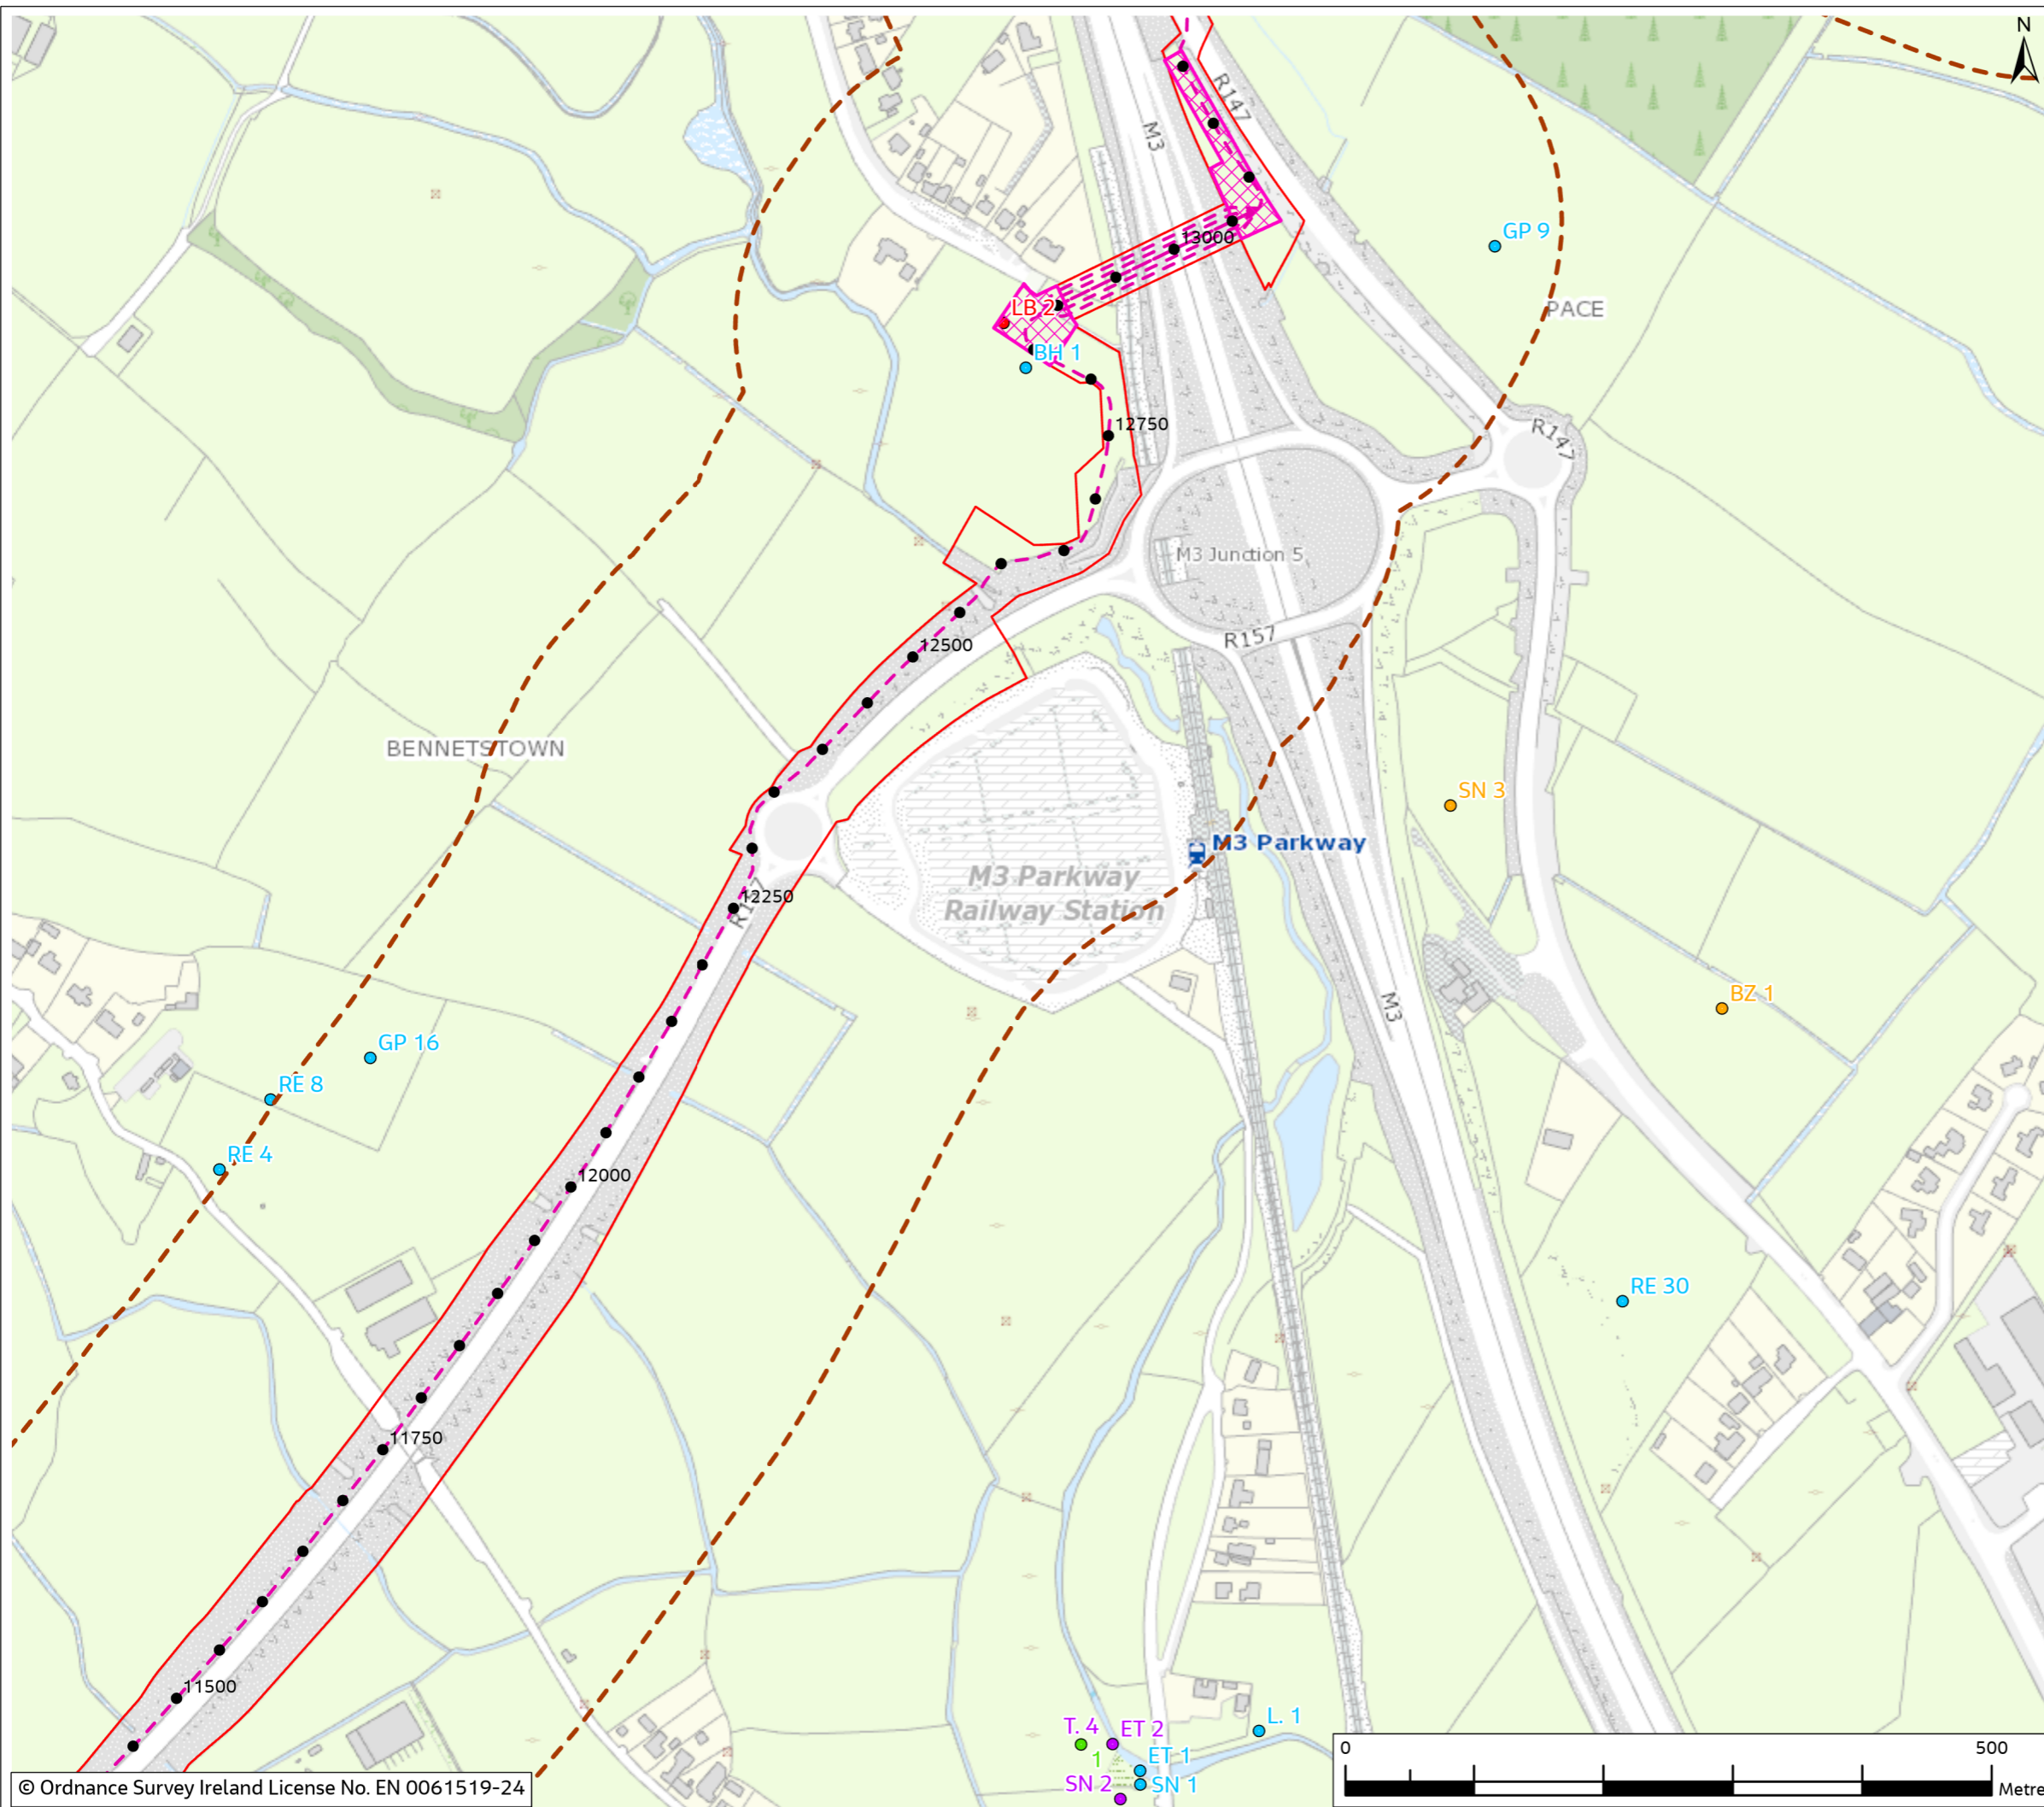 N
R147
M3
GP 9
13000
PACE
LB 2
BH 1
12750
R147
M3 Junction 5
R157
12500
BENNETSTOWN
SN 3
M3 Parkway
M3 Parkway
Railway Station
12250
BZ 1
M3
GP 16
RE 8
RE 4
12000
RE 30
11750
11500
L. 1
T. 4
ET 2
1
ET 1
SN 2
SN 1
0
500
© Ordnance Survey Ireland License No. EN 0061519-24
Metre